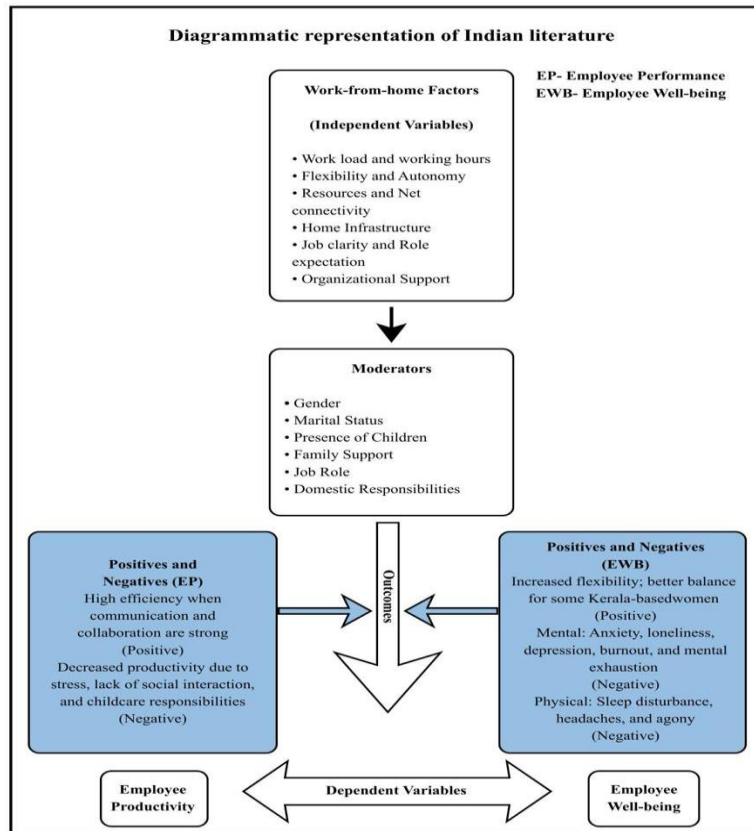 Diagrammatic representation of Indian literature
EP- Employee Performance
EWB- Employee Well-being
Work-from-home Factors
(Independent Variables)
• Work load and working hours
• Flexibility and Autonomy
• Resources and Net
connectivity
• Home Infrastructure
• Job clarity and Role
expectation
• Organizational Support
Moderators
• Gender
• Marital Status
• Presence of Children
• Family Support
• Job Role
• Domestic Responsibilities
Positives and
Negatives (EP)
High efficiency when
communication and
collaboration are strong
(Positive)
Decreased productivity due to
stress, lack of social interaction,
and childcare responsibilities
(Negative)
Outcomes
Positives and Negatives
(EWB)
Increased flexibility; better balance
for some Kerala-basedwomen
(Positive)
Mental: Anxiety, loneliness,
depression, burnout, and mental
exhaustion
(Negative)
Physical: Sleep disturbance,
headaches, and agony
(Negative)
Employee
Productivity
Dependent Variables
Employee
Well-being